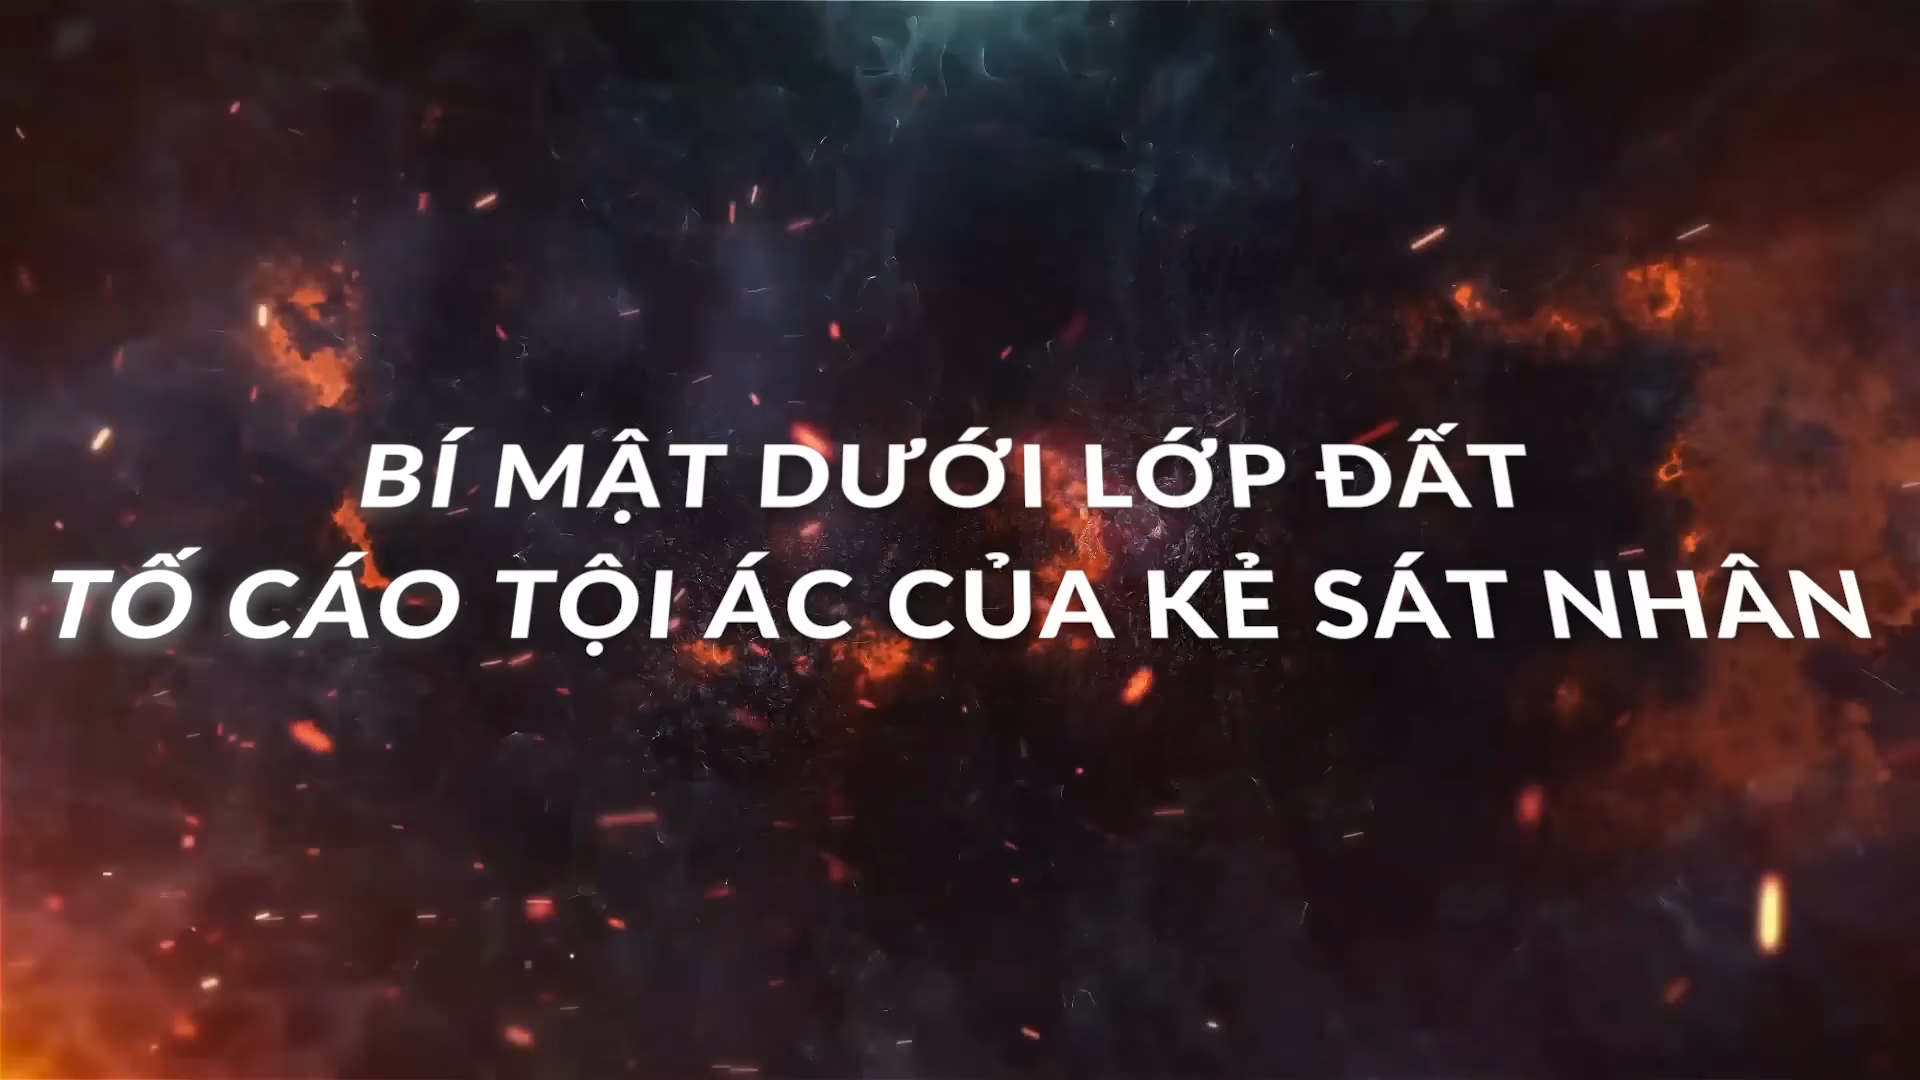 BÍ MẬT DƯỚI LỚP ĐẤT
TỐ CÁO TỘI ÁC CỦA KẺ SÁT NHÂN